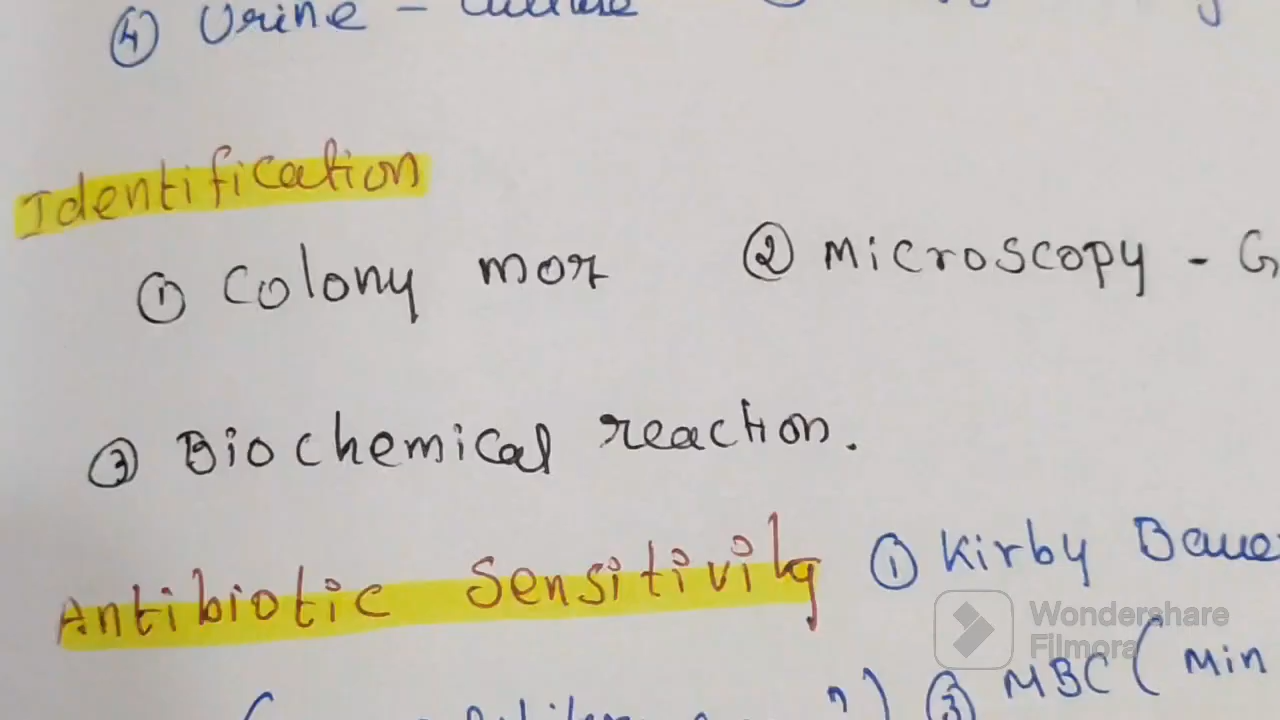 ④ Urine - Culture
Identification
① Colony mor ② Microscopy - G
③ Biochemical reaction.
Antibiotic Sensitivity ① Kirby Baue
③ MBC ( Min
Wondershare
Filmora